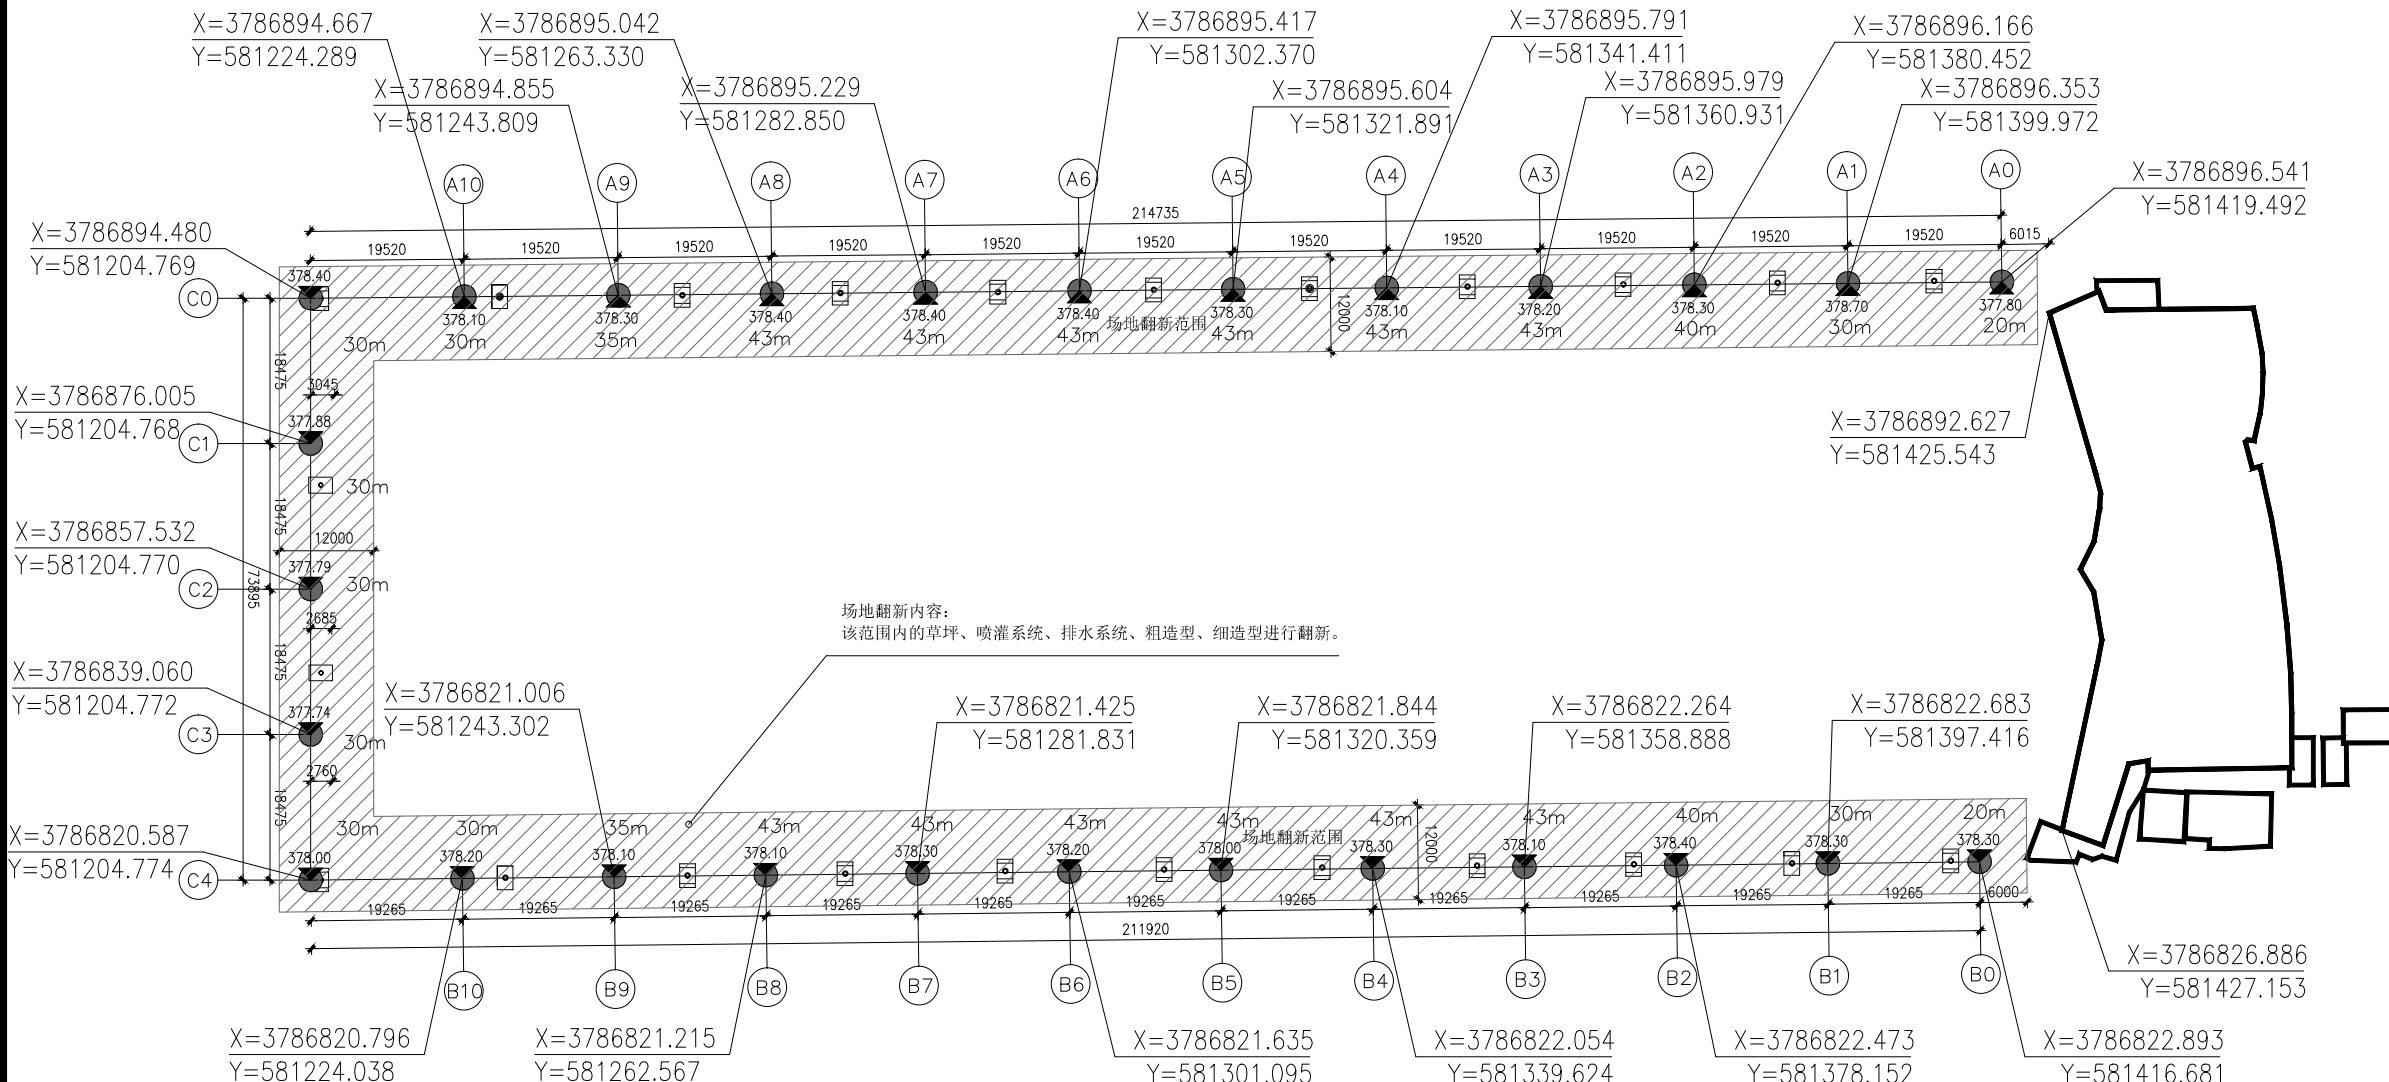 X=3786894.667
Y=581224.289
X=3786895.042
Y=581263.330
X=3786895.417
Y=581302.370
X=3786895.791
Y=581341.411
X=3786896.166
Y=581380.452
X=3786894.855
Y=581243.809
X=3786895.229
Y=581282.850
X=3786895.604
Y=581321.891
X=3786895.979
Y=581360.931
X=3786896.353
Y=581399.972
X=3786896.541
Y=581419.492
A10
A9
A8
A7
A6
A5
A4
A3
A2
A1
A0
214735
X=3786894.480
Y=581204.769
19520
19520
19520
19520
19520
19520
19520
19520
19520
19520
19520
6015
C0
378.40
378.10
378.30
378.40
378.40
378.40
378.30
378.10
378.20
378.30
378.70
377.80
场地翻新范围
12000
30m
30m
35m
43m
43m
43m
43m
43m
43m
40m
30m
20m
18475
3045
X=3786876.005
Y=581204.768
C1
377.88
X=3786892.627
Y=581425.543
30m
18475
12000
X=3786857.532
Y=581204.770
C2
377.79
30m
73895
2685
场地翻新内容:
该范围内的草坪、喷灌系统、排水系统、粗造型、细造型进行翻新。
18475
X=3786839.060
Y=581204.772
C3
377.74
30m
2760
18475
X=3786821.006
Y=581243.302
X=3786821.425
Y=581281.831
X=3786821.844
Y=581320.359
X=3786822.264
Y=581358.888
X=3786822.683
Y=581397.416
30m
30m
35m
43m
43m
43m
43m
43m
43m
40m
30m
20m
场地翻新范围
12000
X=3786820.587
Y=581204.774
C4
378.00
378.20
378.10
378.10
378.30
378.20
378.00
378.30
378.10
378.40
378.30
378.30
19265
19265
19265
19265
19265
19265
19265
19265
19265
19265
19265
6000
211920
B10
B9
B8
B7
B6
B5
B4
B3
B2
B1
B0
X=3786826.886
Y=581427.153
X=3786820.796
Y=581224.038
X=3786821.215
Y=581262.567
X=3786821.635
Y=581301.095
X=3786822.054
Y=581339.624
X=3786822.473
Y=581378.152
X=3786822.893
Y=581416.681